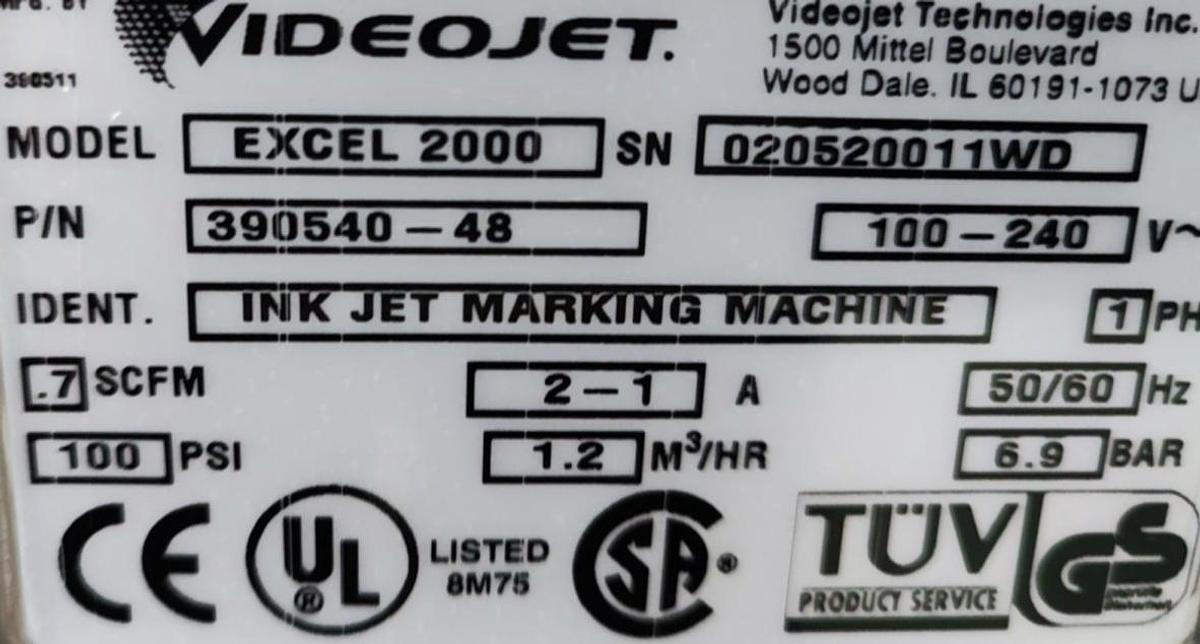 MFG. BY
VIDEOJET.
Videojet Technologies Inc.
1500 Mittel Boulevard
Wood Dale. IL 60191-1073 U
390511
MODEL EXCEL 2000 SN 020520011WD
P/N 390540-48 100-240 V~
IDENT. INK JET MARKING MACHINE 1 PH
.7 SCFM 2-1 A 50/60 Hz
100 PSI 1.2 M³/HR 6.9 BAR
CE UL ® LISTED 8M75 SA ® TÜV PRODUCT SERVICE GS